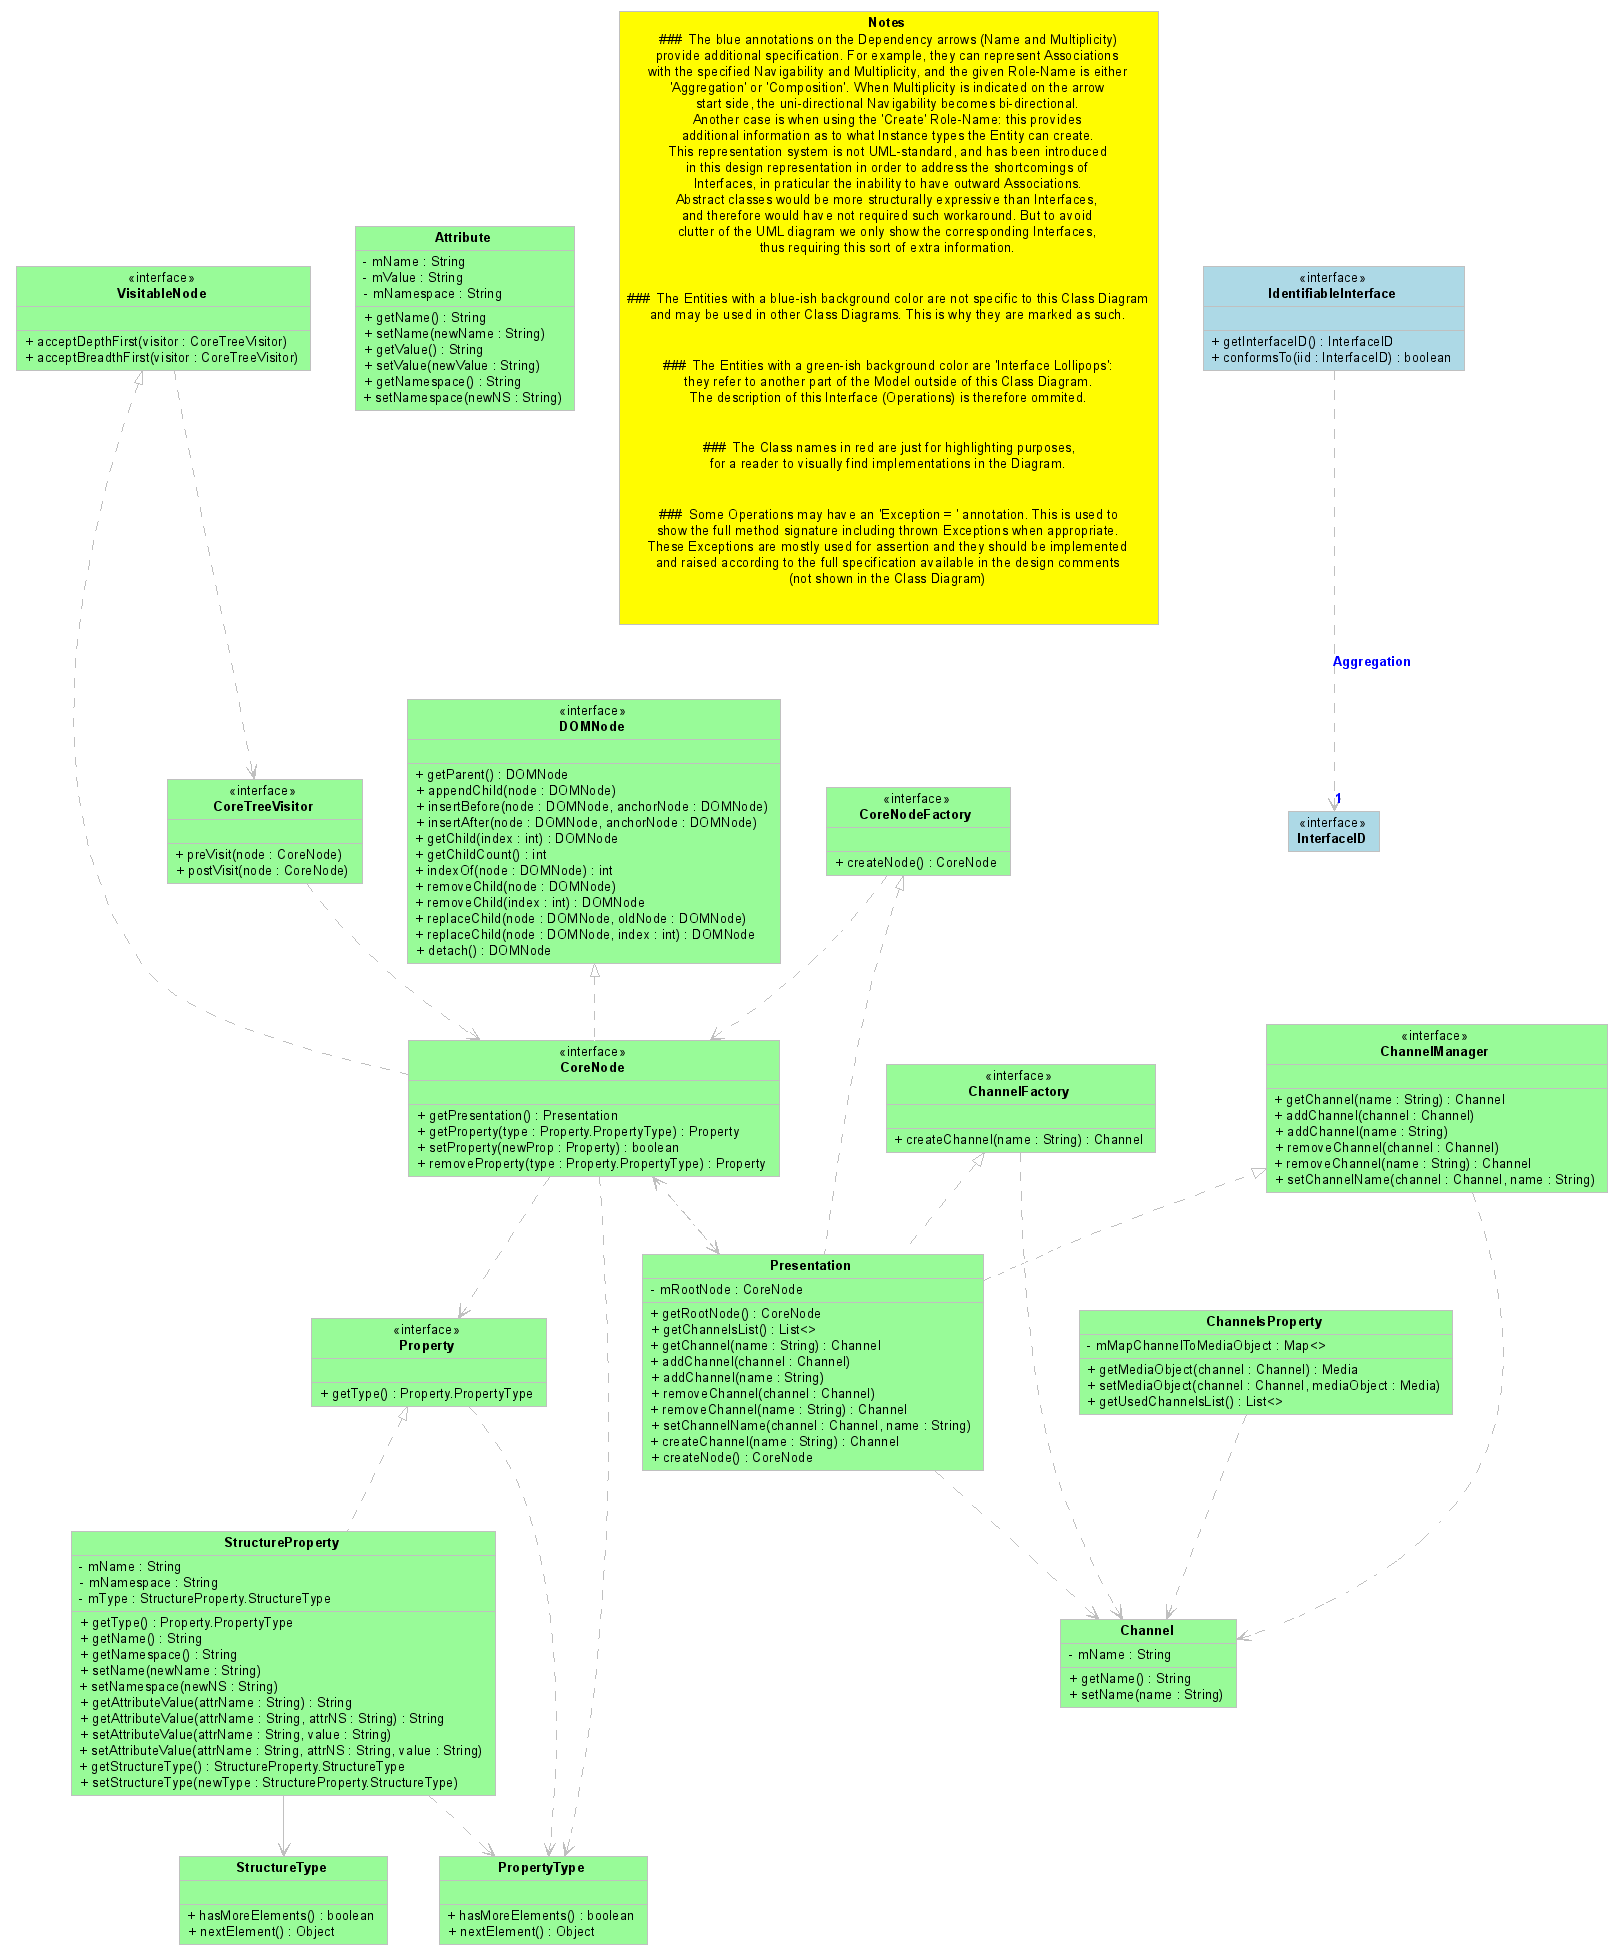 Notes
### The blue annotations on the Dependency arrows (Name and Multiplicity)
provide additional specification. For example, they can represent Associations
with the specified Navigability and Multiplicity, and the given Role-Name is either
'Aggregation' or 'Composition'. When Multiplicity is indicated on the arrow
start side, the uni-directional Navigability becomes bi-directional.
Another case is when using the 'Create' Role-Name: this provides
additional information as to what Instance types the Entity can create.
This representation system is not UML-standard, and has been introduced
in this design representation in order to address the shortcomings of
Interfaces, in praticular the inability to have outward Associations.
Abstract classes would be more structurally expressive than Interfaces,
and therefore would have not required such workaround. But to avoid
clutter of the UML diagram we only show the corresponding Interfaces,
thus requiring this sort of extra information.
### The Entities with a blue-ish background color are not specific to this Class Diagram
and may be used in other Class Diagrams. This is why they are marked as such.
### The Entities with a green-ish background color are 'Interface Lollipops':
they refer to another part of the Model outside of this Class Diagram.
The description of this Interface (Operations) is therefore ommited.
### The Class names in red are just for highlighting purposes,
for a reader to visually find implementations in the Diagram.
### Some Operations may have an 'Exception = ' annotation. This is used to
show the full method signature including thrown Exceptions when appropriate.
These Exceptions are mostly used for assertion and they should be implemented
and raised according to the full specification available in the design comments
(not shown in the Class Diagram)
Attribute
- mName : String
- mValue : String
- mNamespace : String
+ getName() : String
+ setName(newName : String)
+ getValue() : String
+ setValue(newValue : String)
+ getNamespace() : String
+ setNamespace(newNS : String)
«interface»
VisitableNode
+ acceptDepthFirst(visitor : CoreTreeVisitor)
+ acceptBreadthFirst(visitor : CoreTreeVisitor)
«interface»
IdentifiableInterface
+ getInterfaceID() : InterfaceID
+ conformsTo(iid : InterfaceID) : boolean
Aggregation
1
«interface»
InterfaceID
«interface»
DOMNode
+ getParent() : DOMNode
+ appendChild(node : DOMNode)
+ insertBefore(node : DOMNode, anchorNode : DOMNode)
+ insertAfter(node : DOMNode, anchorNode : DOMNode)
+ getChild(index : int) : DOMNode
+ getChildCount() : int
+ indexOf(node : DOMNode) : int
+ removeChild(node : DOMNode)
+ removeChild(index : int) : DOMNode
+ replaceChild(node : DOMNode, oldNode : DOMNode)
+ replaceChild(node : DOMNode, index : int) : DOMNode
+ detach() : DOMNode
«interface»
CoreTreeVisitor
+ preVisit(node : CoreNode)
+ postVisit(node : CoreNode)
«interface»
CoreNodeFactory
+ createNode() : CoreNode
«interface»
CoreNode
+ getPresentation() : Presentation
+ getProperty(type : Property.PropertyType) : Property
+ setProperty(newProp : Property) : boolean
+ removeProperty(type : Property.PropertyType) : Property
«interface»
ChannelFactory
+ createChannel(name : String) : Channel
«interface»
ChannelManager
+ getChannel(name : String) : Channel
+ addChannel(channel : Channel)
+ addChannel(name : String)
+ removeChannel(channel : Channel)
+ removeChannel(name : String) : Channel
+ setChannelName(channel : Channel, name : String)
Presentation
- mRootNode : CoreNode
+ getRootNode() : CoreNode
+ getChannelsList() : List<>
+ getChannel(name : String) : Channel
+ addChannel(channel : Channel)
+ addChannel(name : String)
+ removeChannel(channel : Channel)
+ removeChannel(name : String) : Channel
+ setChannelName(channel : Channel, name : String)
+ createChannel(name : String) : Channel
+ createNode() : CoreNode
ChannelsProperty
- mMapChannelToMediaObject : Map<>
+ getMediaObject(channel : Channel) : Media
+ setMediaObject(channel : Channel, mediaObject : Media)
+ getUsedChannelsList() : List<>
«interface»
Property
+ getType() : Property.PropertyType
StructureProperty
- mName : String
- mNamespace : String
- mType : StructureProperty.StructureType
+ getType() : Property.PropertyType
+ getName() : String
+ getNamespace() : String
+ setName(newName : String)
+ setNamespace(newNS : String)
+ getAttributeValue(attrName : String) : String
+ getAttributeValue(attrName : String, attrNS : String) : String
+ setAttributeValue(attrName : String, value : String)
+ setAttributeValue(attrName : String, attrNS : String, value : String)
+ getStructureType() : StructureProperty.StructureType
+ setStructureType(newType : StructureProperty.StructureType)
Channel
- mName : String
+ getName() : String
+ setName(name : String)
StructureType
+ hasMoreElements() : boolean
+ nextElement() : Object
PropertyType
+ hasMoreElements() : boolean
+ nextElement() : Object